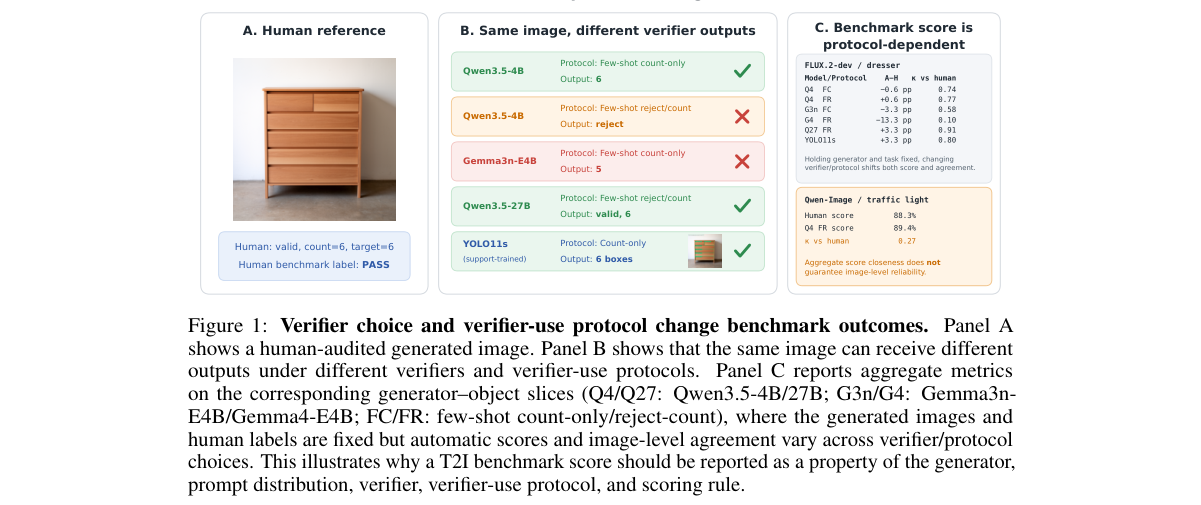 A. Human reference
Human: valid, count=6, target=6
Human benchmark label: PASS
B. Same image, different verifier outputs
Qwen3.5-4B
Protocol: Few-shot count-only
Output: 6
Qwen3.5-4B
Protocol: Few-shot reject/count
Output: reject
Gemma3n-E4B
Protocol: Few-shot count-only
Output: 5
Qwen3.5-27B
Protocol: Few-shot reject/count
Output: valid, 6
YOLO11s
(support-trained)
Protocol: Count-only
Output: 6 boxes
C. Benchmark score is
protocol-dependent
FLUX.2-dev / dresser
Model/Protocol A−H κ vs human
Q4 FC −0.6 pp 0.74
Q4 FR +0.6 pp 0.77
G3n FC −3.3 pp 0.58
G4 FR −13.3 pp 0.10
Q27 FR +3.3 pp 0.91
YOLO11s +3.3 pp 0.80
Holding generator and task fixed, changing
verifier/protocol shifts both score and agreement.
Qwen-Image / traffic light
Human score 88.3%
Q4 FR score 89.4%
κ vs human 0.27
Aggregate score closeness does not
guarantee image-level reliability.
Figure 1: Verifier choice and verifier-use protocol change benchmark outcomes. Panel A
shows a human-audited generated image. Panel B shows that the same image can receive different
outputs under different verifiers and verifier-use protocols. Panel C reports aggregate metrics
on the corresponding generator–object slices (Q4/Q27: Qwen3.5-4B/27B; G3n/G4: Gemma3n-
E4B/Gemma4-E4B; FC/FR: few-shot count-only/reject-count), where the generated images and
human labels are fixed but automatic scores and image-level agreement vary across verifier/protocol
choices. This illustrates why a T2I benchmark score should be reported as a property of the generator,
prompt distribution, verifier, verifier-use protocol, and scoring rule.